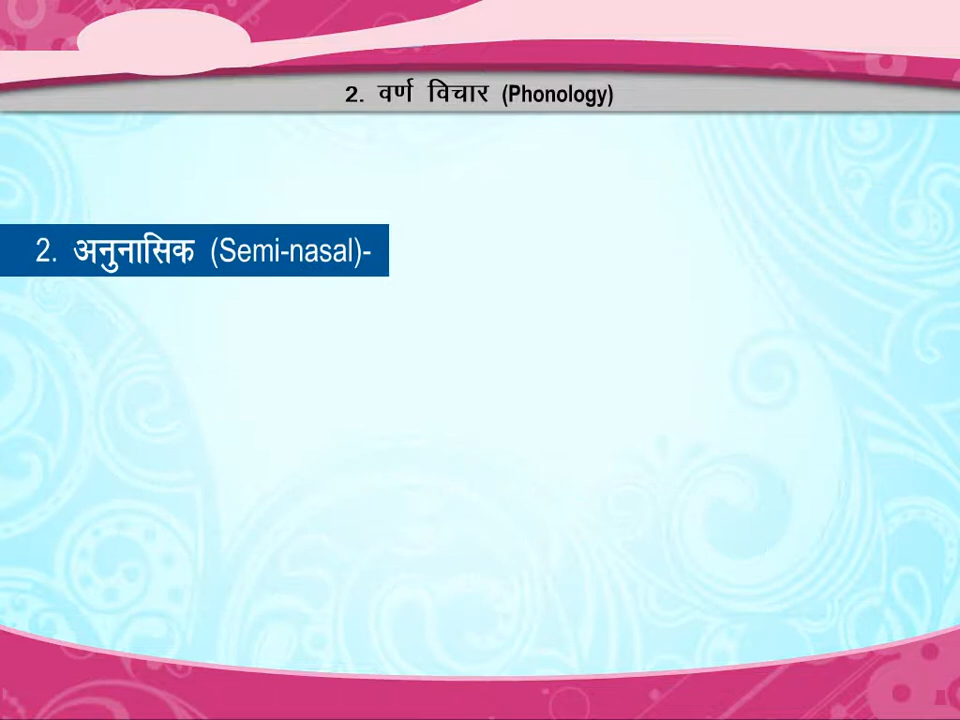 2. वर्ण विचार (Phonology)
2. अनुनासिक (Semi-nasal)-